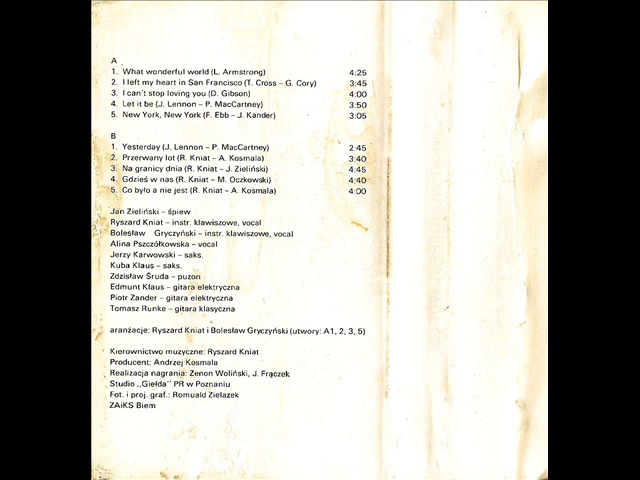 A
1. What wonderful world (L. Armstrong) 4:25
2. I left my heart in San Francisco (T. Cross – G. Cory) 3:45
3. I can't stop loving you (D. Gibson) 4:00
4. Let it be (J. Lennon – P. MacCartney) 3:50
5. New York, New York (F. Ebb – J. Kander) 3:05
B
1. Yesterday (J. Lennon – P. MacCartney) 2:45
2. Przerwany lot (R. Kniat – A. Kosmala) 3:40
3. Na granicy dnia (R. Kniat – J. Zieliński) 4:45
4. Gdzieś w nas (R. Kniat – M. Oczkowski) 4:40
5. Co było a nie jest (R. Kniat – A. Kosmala) 4:00
Jan Zieliński – śpiew
Ryszard Kniat – instr. klawiszowe, vocal
Bolesław Gryczyński – instr. klawiszowe, vocal
Alina Pszczółkowska – vocal
Jerzy Karwowski – saks.
Kuba Klaus – saks.
Zdzisław Śruda – puzon
Edmunt Klaus – gitara elektryczna
Piotr Zander – gitara elektryczna
Tomasz Runke – gitara klasyczna
aranżacje: Ryszard Kniat i Bolesław Gryczyński (utwory: A1, 2, 3, 5)
Kierownictwo muzyczne: Ryszard Kniat
Producent: Andrzej Kosmala
Realizacja nagrania: Zenon Woliński, J. Frączek
Studio ,,Giełda" PR w Poznaniu
Fot. i proj. graf.: Romuald Zielazek
ZAiKS Biem